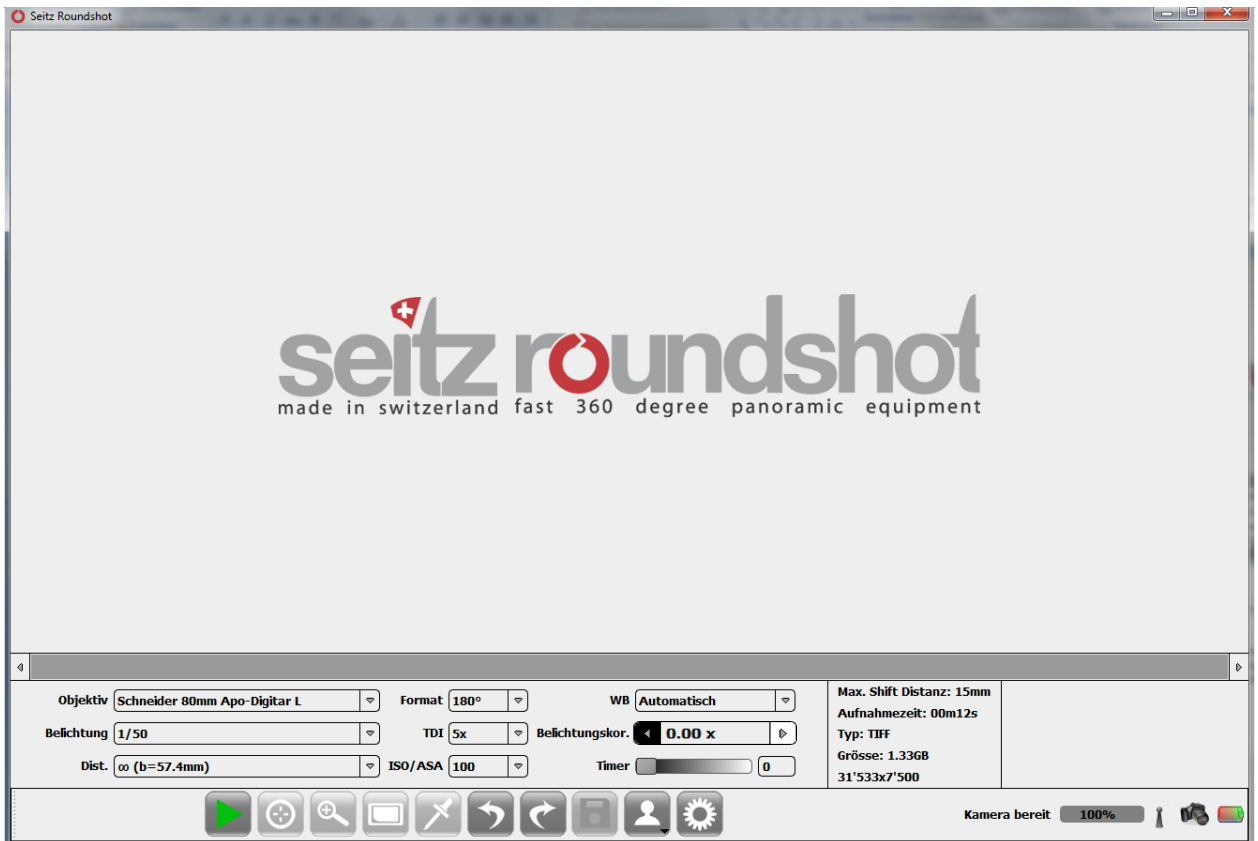 Seitz Roundshot
seitz roundshot
made in switzerland fast 360 degree panoramic equipment
Objektiv Schneider 80mm Apo-Digitar L Format 180° WB Automatisch
Belichtung 1/50 TDI 5x Belichtungskor. 0.00 x
Dist. ∞ (b=57.4mm) ISO/ASA 100 Timer 0
Max. Shift Distanz: 15mm
Aufnahmezeit: 00m12s
Typ: TIFF
Grösse: 1.33GB
31'533x7'500
Kamera bereit 100%